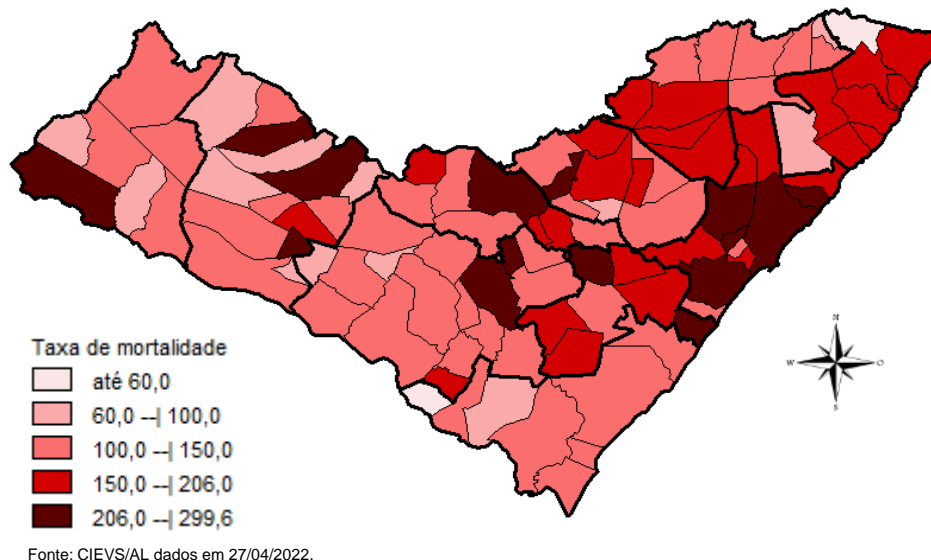 N
W
O
S
Taxa de mortalidade
até 60,0
60,0 --| 100,0
100,0 --| 150,0
150,0 --| 206,0
206,0 --| 299,6
Fonte: CIEVS/AL dados em 27/04/2022.